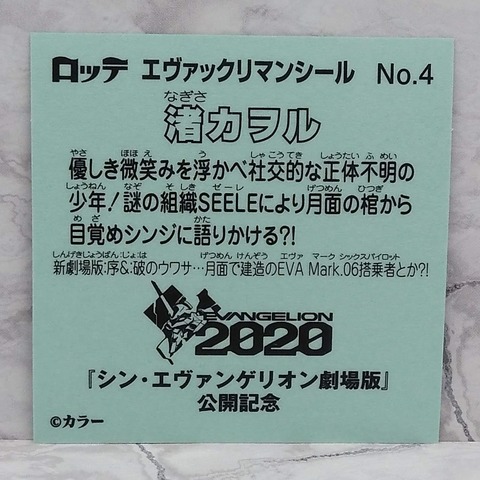 ロッテ エヴァックリマンシール No.4
なぎさ
渚カヲル
やさ ほほえ う しゃこうてき しょうたいふめい
優しき微笑みを浮かべ社交的な正体不明の
しょうねん なぞ そしき ゼーレ げつめん ひつぎ
少年!謎の組織SEELEにより月面の棺から
めざ かた
目覚めシンジに語りかける?!
しんげきじょうばん:じょ:は げつめん けんぞう エヴァ マーク シックスパイロット
新劇場版:序&:破のウワサ…月面で建造のEVA Mark.06搭乗者とか?!
EVANGELION
2020
『シン・エヴァンゲリオン劇場版』
公開記念
©カラー